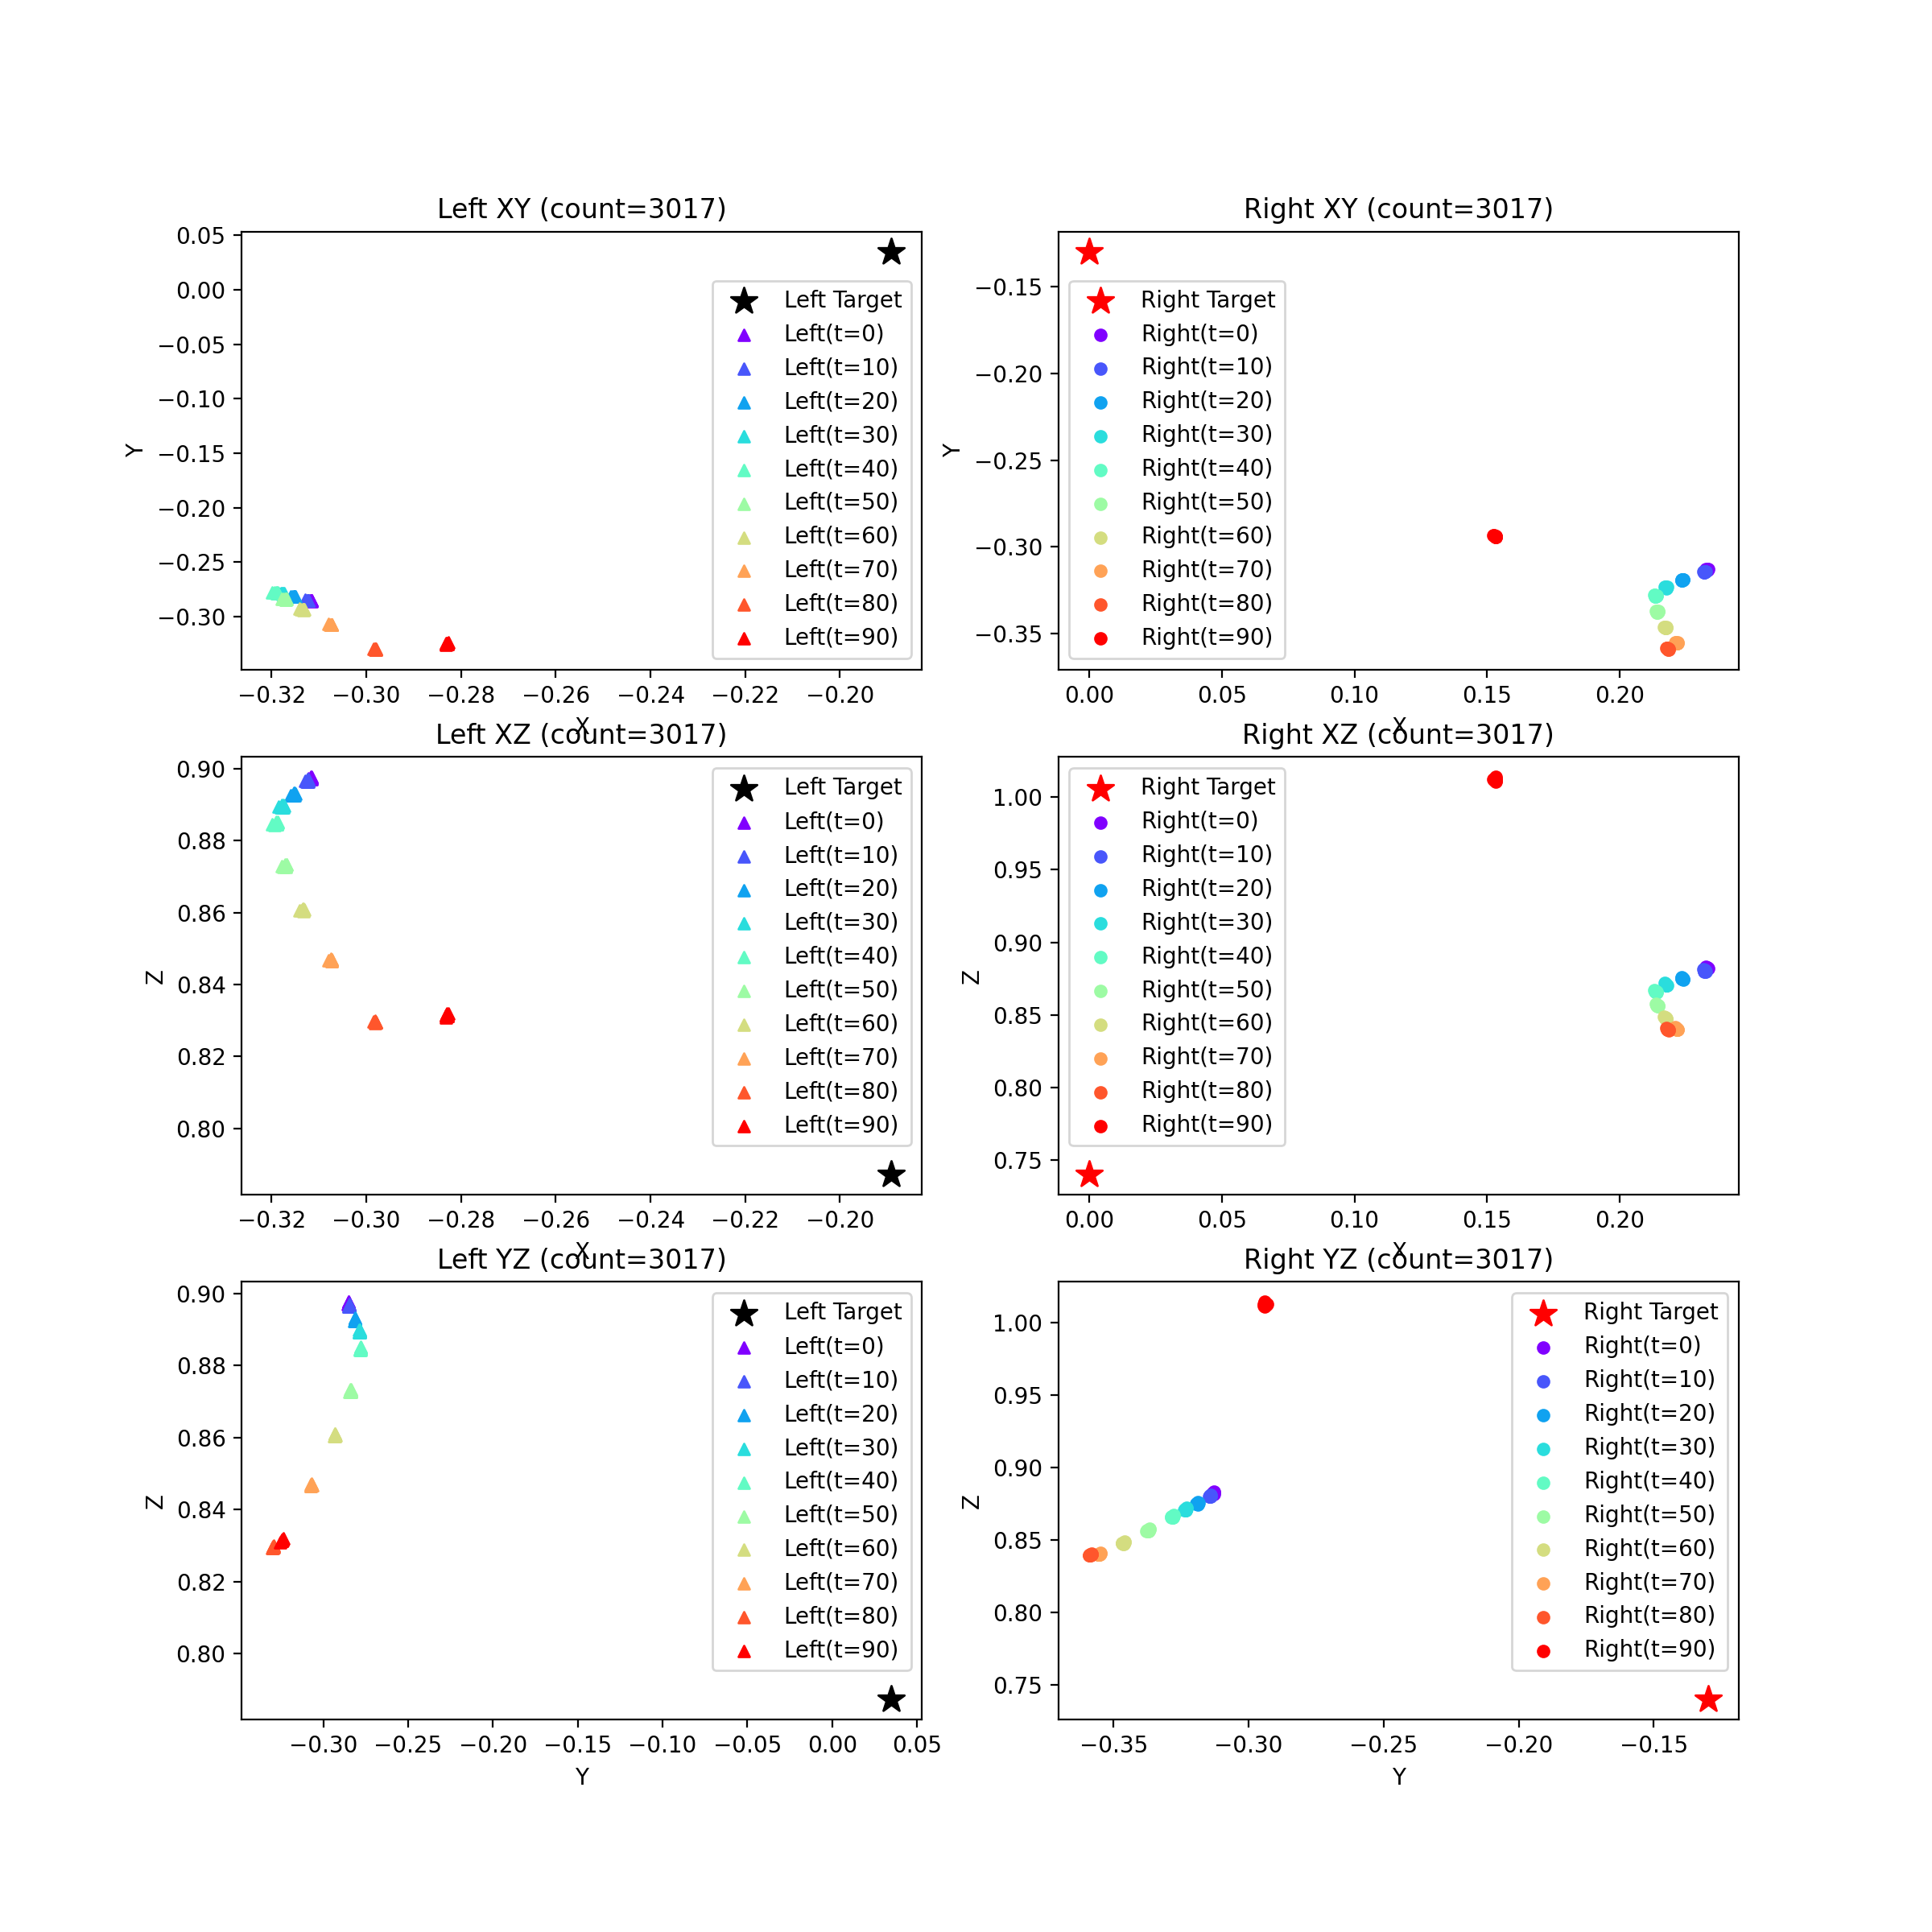 Left XY (count=3017)
0.05
0.00
−0.05
−0.10
−0.15
−0.20
−0.25
−0.30
Y
Left Target
Left(t=0)
Left(t=10)
Left(t=20)
Left(t=30)
Left(t=40)
Left(t=50)
Left(t=60)
Left(t=70)
Left(t=80)
Left(t=90)
−0.32 −0.30 −0.28 −0.26 −0.24 −0.22 −0.20
X
Right XY (count=3017)
−0.15
−0.20
−0.25
−0.30
−0.35
Y
Right Target
Right(t=0)
Right(t=10)
Right(t=20)
Right(t=30)
Right(t=40)
Right(t=50)
Right(t=60)
Right(t=70)
Right(t=80)
Right(t=90)
0.00 0.05 0.10 0.15 0.20
X
Left XZ (count=3017)
0.90
0.88
0.86
0.84
0.82
0.80
Z
Left Target
Left(t=0)
Left(t=10)
Left(t=20)
Left(t=30)
Left(t=40)
Left(t=50)
Left(t=60)
Left(t=70)
Left(t=80)
Left(t=90)
−0.32 −0.30 −0.28 −0.26 −0.24 −0.22 −0.20
X
Right XZ (count=3017)
1.00
0.95
0.90
0.85
0.80
0.75
Z
Right Target
Right(t=0)
Right(t=10)
Right(t=20)
Right(t=30)
Right(t=40)
Right(t=50)
Right(t=60)
Right(t=70)
Right(t=80)
Right(t=90)
0.00 0.05 0.10 0.15 0.20
X
Left YZ (count=3017)
0.90
0.88
0.86
0.84
0.82
0.80
Z
Left Target
Left(t=0)
Left(t=10)
Left(t=20)
Left(t=30)
Left(t=40)
Left(t=50)
Left(t=60)
Left(t=70)
Left(t=80)
Left(t=90)
−0.30 −0.25 −0.20 −0.15 −0.10 −0.05 0.00 0.05
Y
Right YZ (count=3017)
1.00
0.95
0.90
0.85
0.80
0.75
Z
Right Target
Right(t=0)
Right(t=10)
Right(t=20)
Right(t=30)
Right(t=40)
Right(t=50)
Right(t=60)
Right(t=70)
Right(t=80)
Right(t=90)
−0.35 −0.30 −0.25 −0.20 −0.15
Y